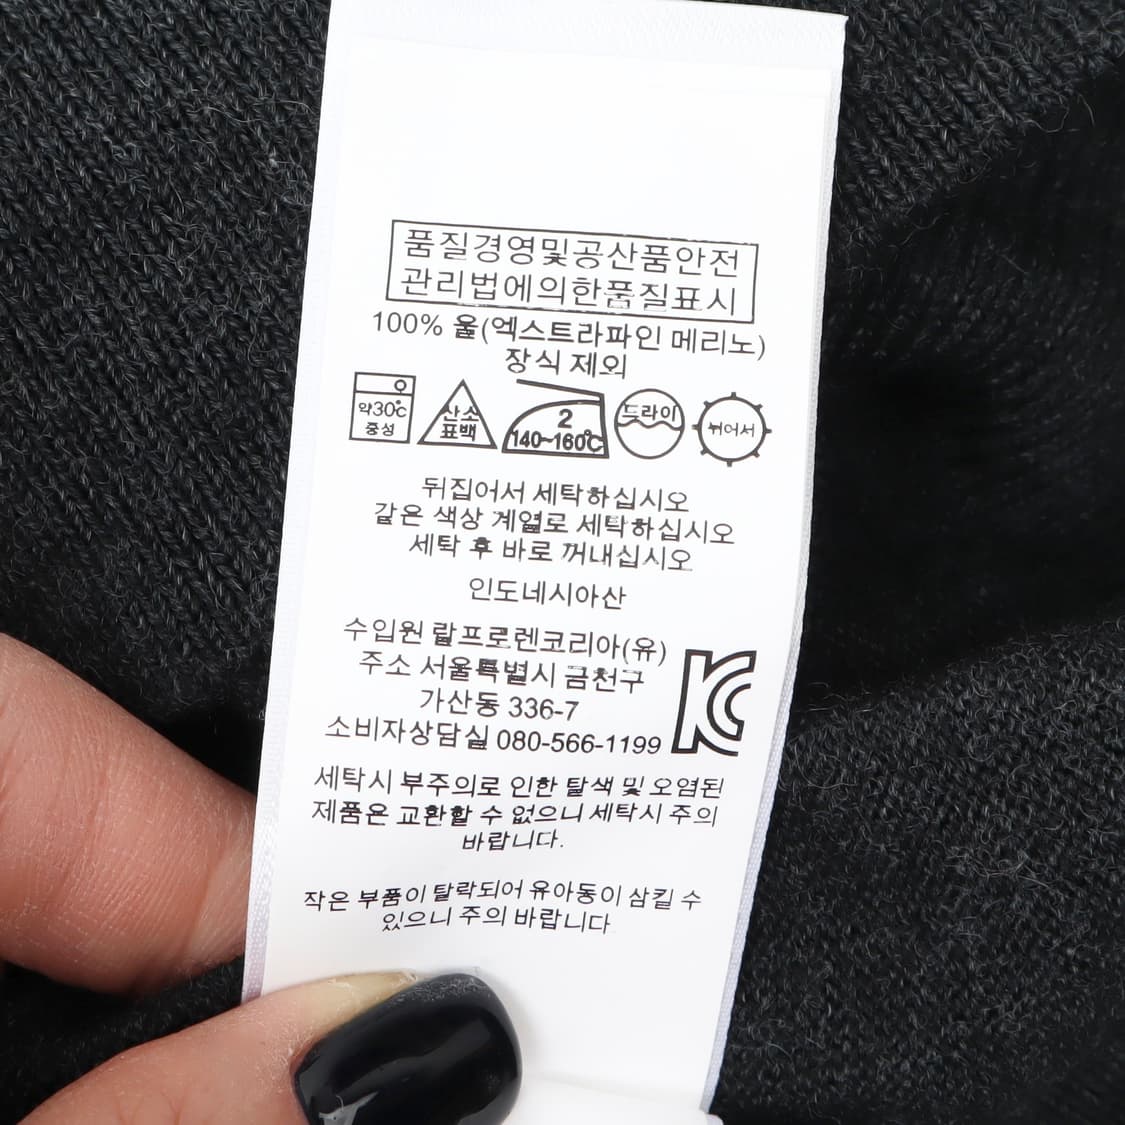 품질경영및공산품안전
관리법에의한품질표시
100% 울(엑스트라파인 메리노)
장식 제외
약30℃
중성
산소
표백
2
140~160℃
드라이
뉘어서
뒤집어서 세탁하십시오
같은 색상 계열로 세탁하십시오
세탁 후 바로 꺼내십시오
인도네시아산
수입원 랄프로렌코리아(유)
주소 서울특별시 금천구
가산동 336-7
소비자상담실 080-566-1199
KC
세탁시 부주의로 인한 탈색 및 오염된
제품은 교환할 수 없으니 세탁시 주의
바랍니다.
작은 부품이 탈락되어 유아동이 삼킬 수
있으니 주의 바랍니다